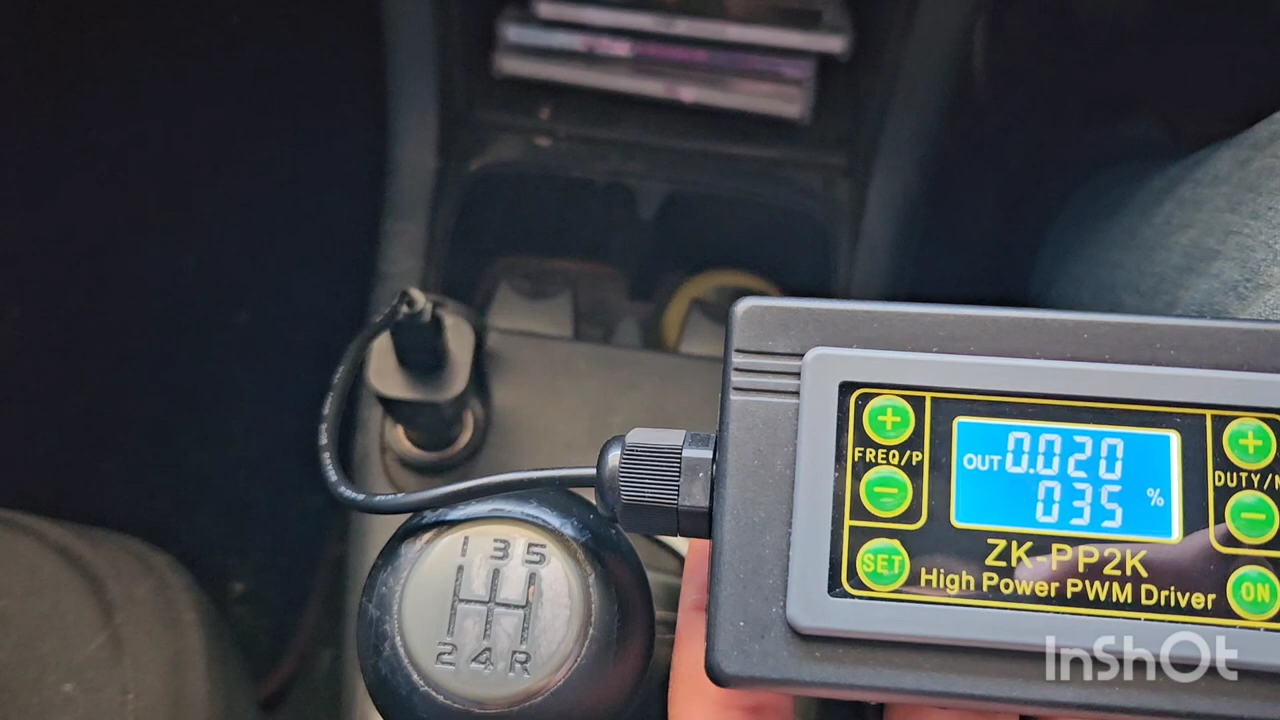 +
FREQ/P
−
SET
OUT 0.020
035 %
+
DUTY/
−
ON
ZK-PP2K
High Power PWM Driver
1 3 5
2 4 R
InShOt